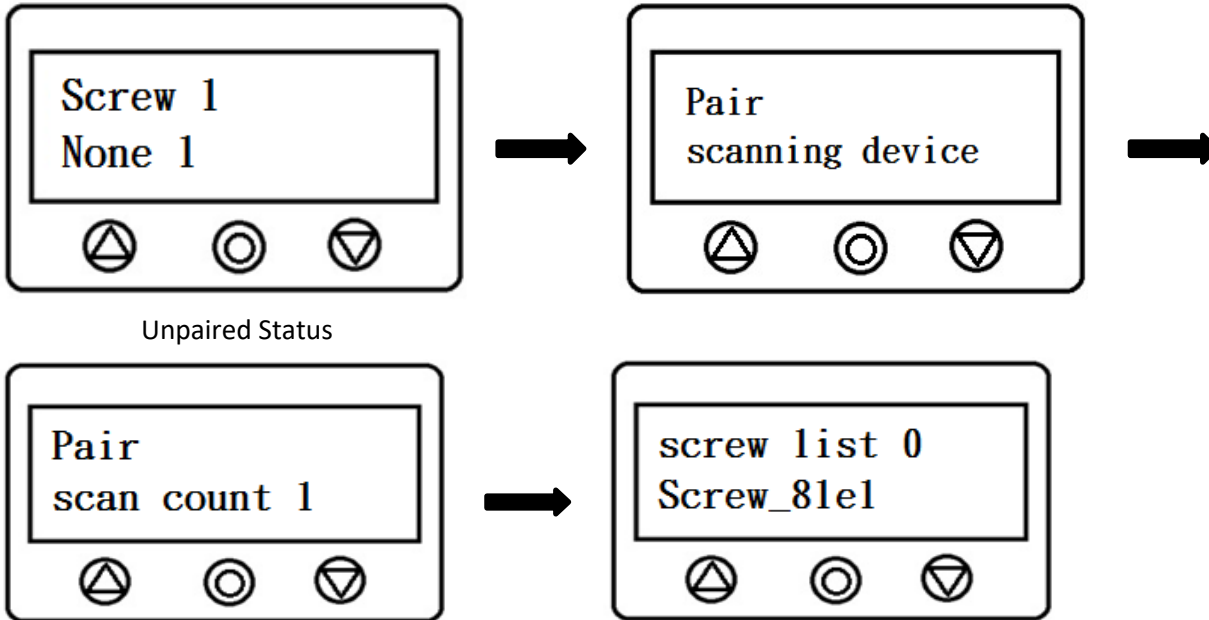 Screw 1
None 1
Pair
scanning device
Unpaired Status
Pair
scan count 1
screw list 0
Screw_81e1